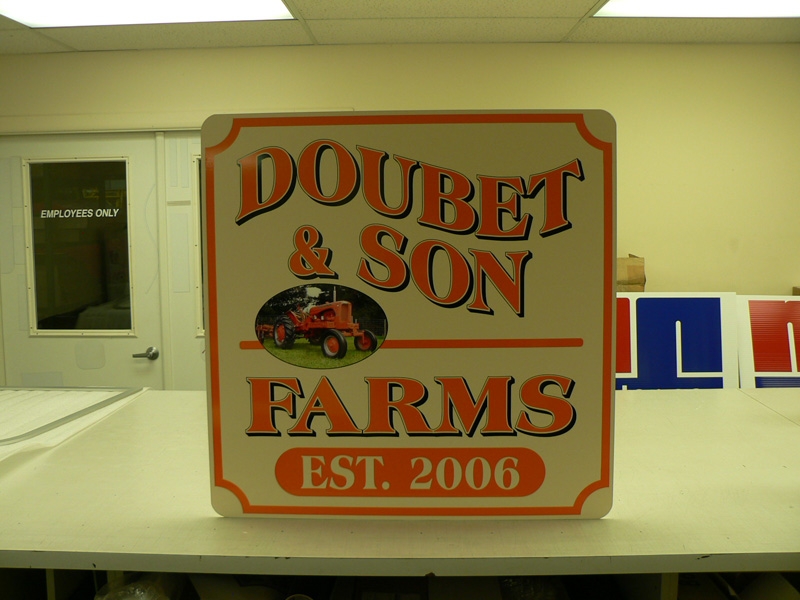 EMPLOYEES ONLY
DOUBET
& SON
FARMS
EST. 2006